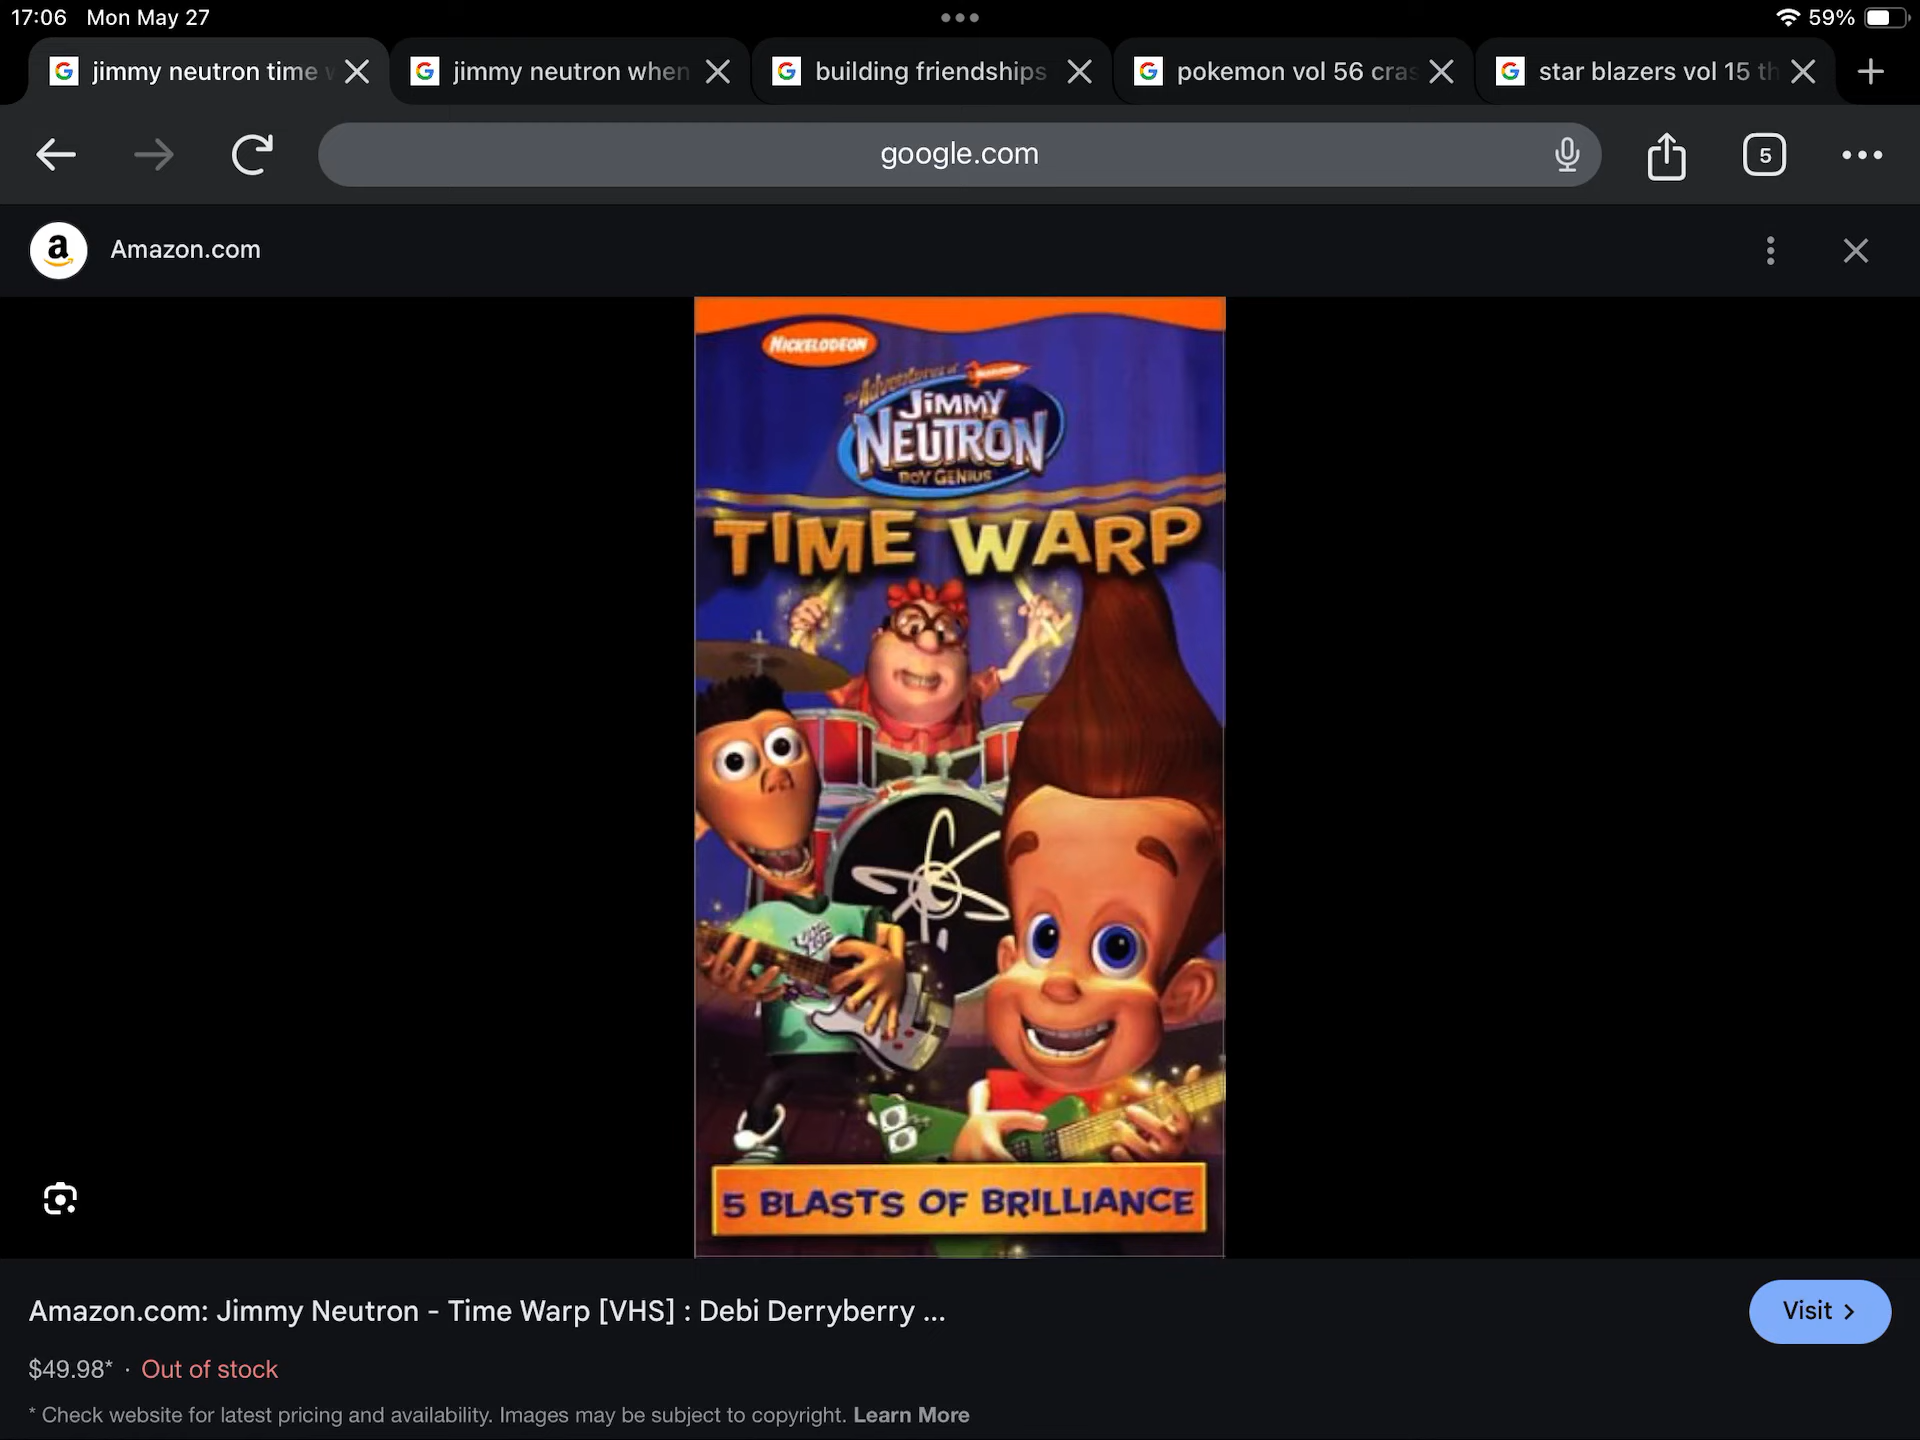 17:06 Mon May 27
59%
jimmy neutron time
jimmy neutron when
building friendships
pokemon vol 56 cras
star blazers vol 15 th
google.com
5
Amazon.com
NICKELODEON
The Adventures of
JIMMY
NEUTRON
BOY GENIUS
TIME WARP
5 BLASTS OF BRILLIANCE
Amazon.com: Jimmy Neutron - Time Warp [VHS] : Debi Derryberry ...
Visit >
$49.98* · Out of stock
* Check website for latest pricing and availability. Images may be subject to copyright. Learn More